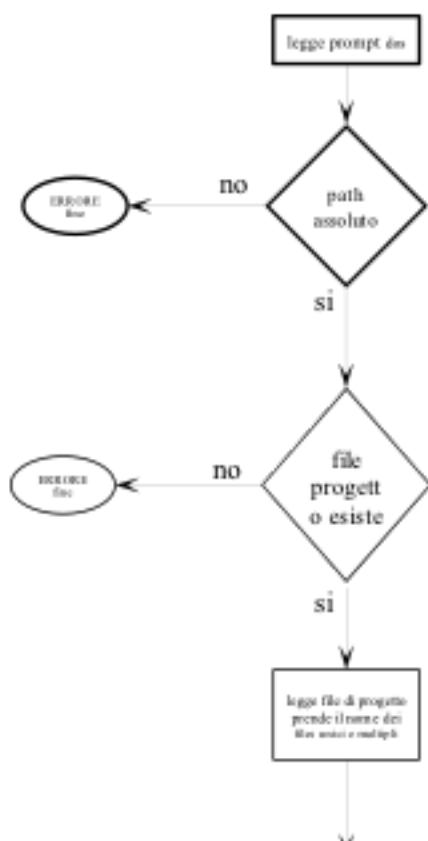 legge prompt dos
no
ERRORE
fine
path
assoluto
si
no
ERRORE
fine
file
progett
o esiste
si
legge file di progetto
prende il nome dei
files unici e multipli